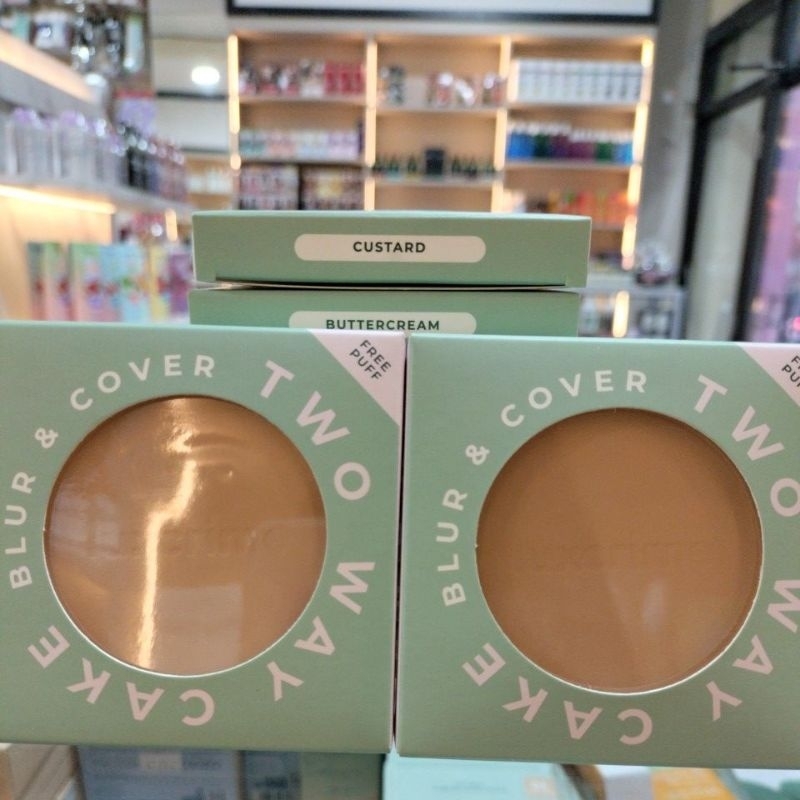 CUSTARD
BUTTERCREAM
FREE
PUFF
BLUR & COVER
TWO WAY CAKE
BLUR & COVER
TWO WAY CAKE